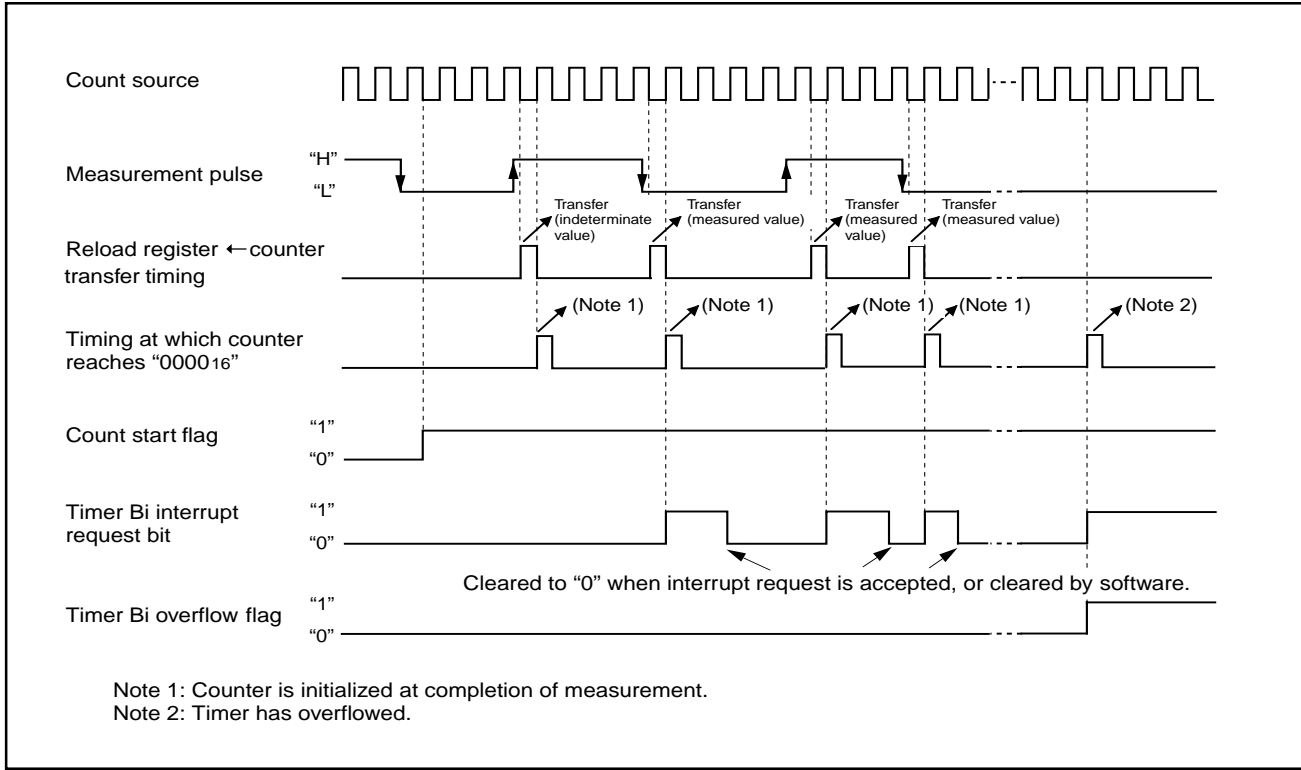 Count source
Measurement pulse
“H”
“L”
Transfer
(indeterminate
value)
Transfer
(measured value)
Transfer
(measured
value)
Transfer
(measured value)
Reload register ←counter
transfer timing
(Note 1)
(Note 1)
(Note 1)
(Note 1)
(Note 2)
Timing at which counter
reaches “000016”
Count start flag
“1”
“0”
Timer Bi interrupt
request bit
“1”
“0”
Cleared to “0” when interrupt request is accepted, or cleared by software.
Timer Bi overflow flag
“1”
“0”
Note 1: Counter is initialized at completion of measurement.
Note 2: Timer has overflowed.